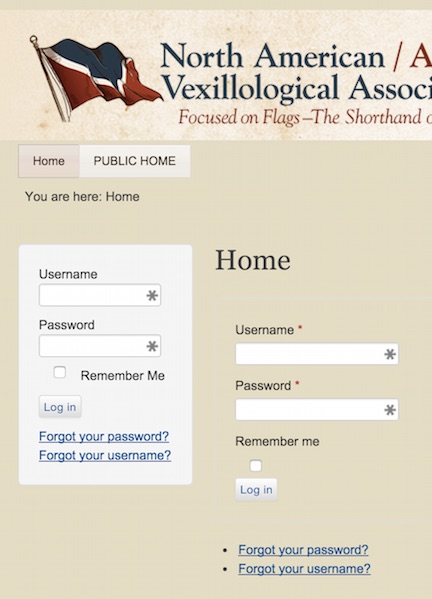 North American / A
Vexillological Associ
Focused on Flags–The Shorthand o
Home
PUBLIC HOME
You are here: Home
Username
Password
Remember Me
Log in
Forgot your password?
Forgot your username?
Home
Username *
Password *
Remember me
Log in
• Forgot your password?
• Forgot your username?